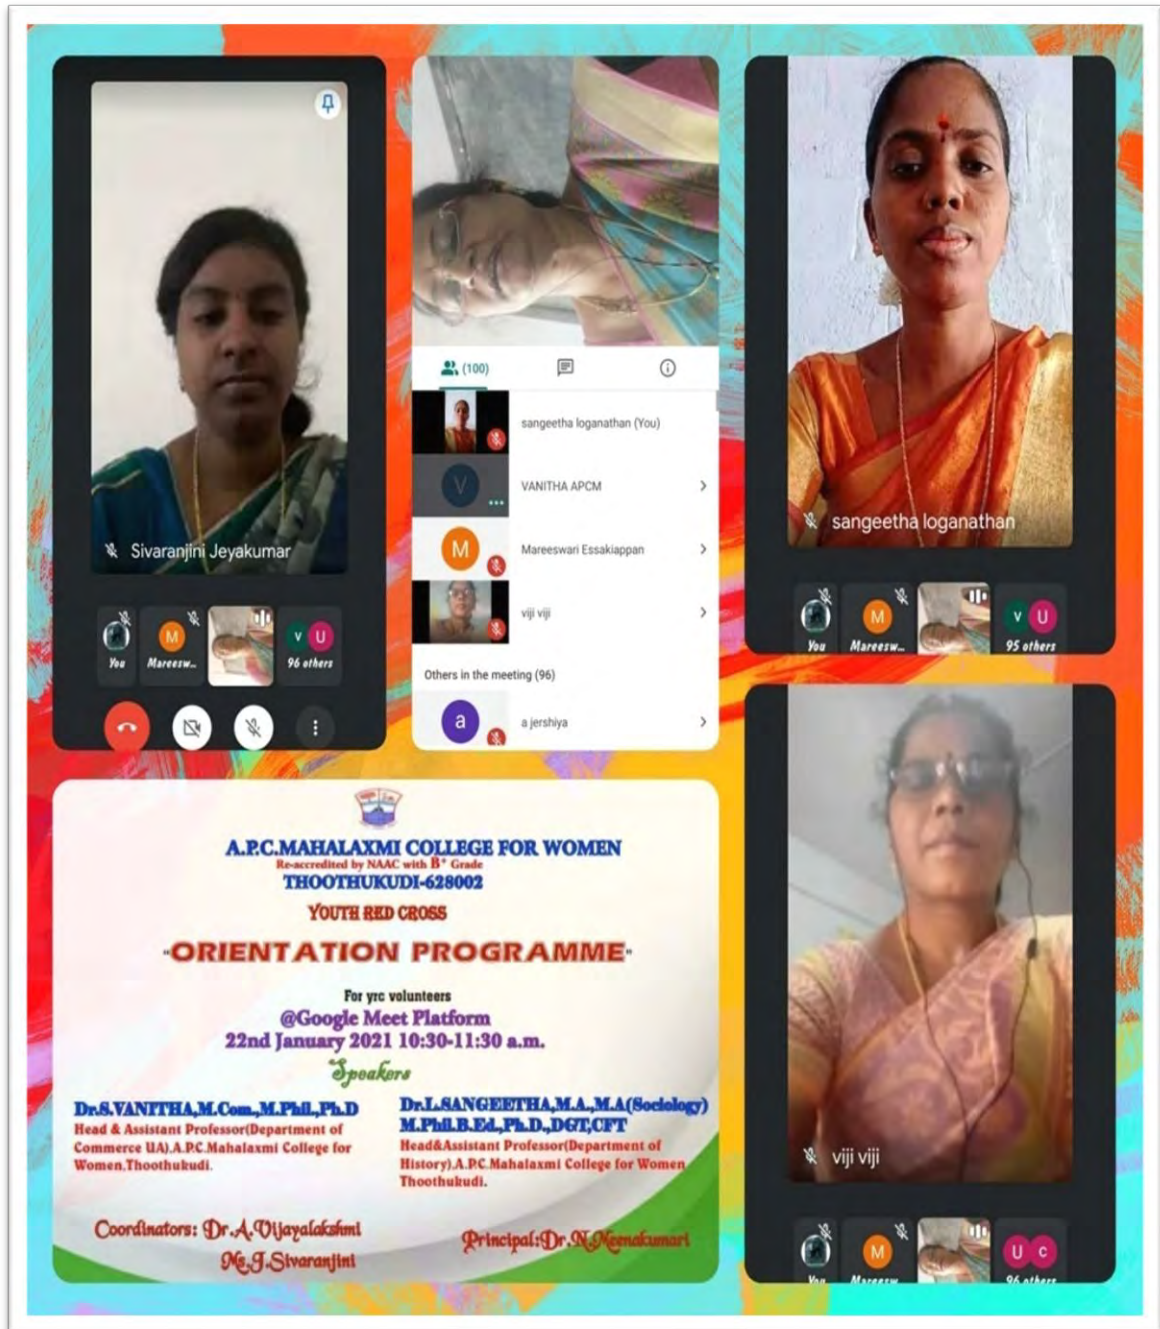 Sivaranjini Jeyakumar
You
M
Mareesw...
V U
96 others
(100)
sangeetha loganathan (You)
V
VANITHA APCM
M
Mareeswari Essakiappan
viji viji
Others in the meeting (96)
a
a jershiya
sangeetha loganathan
You
M
Mareesw...
V U
95 others
A.P.C.MAHALAXMI COLLEGE FOR WOMEN
Re-accredited by NAAC with B+ Grade
THOOTHUKUDI-628002
YOUTH RED CROSS
"ORIENTATION PROGRAMME"
For yrc volunteers
@Google Meet Platform
22nd January 2021 10:30-11:30 a.m.
Speakers
Dr.S.VANITHA,M.Com.,M.Phil.,Ph.D
Head & Assistant Professor(Department of
Commerce UA),A.P.C.Mahalaxmi College for
Women,Thoothukudi.
Dr.L.SANGEETHA,M.A.,M.A(Sociology)
M.Phil.B.Ed.,Ph.D.,DGT,CFT
Head&Assistant Professor(Department of
History),A.P.C.Mahalaxmi College for Women
Thoothukudi.
Coordinators: Dr.A.Vijayalakshmi
Ms.J.Sivaranjini
Principal:Dr.N.Meenakumari
viji viji
You
M
Mareesw...
U c
96 others